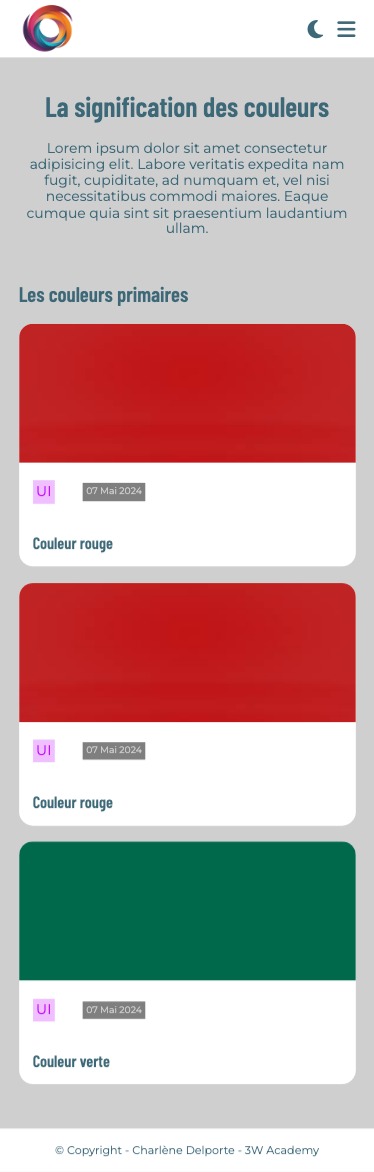 La signification des couleurs
Lorem ipsum dolor sit amet consectetur
adipisicing elit. Labore veritatis expedita nam
fugit, cupiditate, ad numquam et, vel nisi
necessitatibus commodi maiores. Eaque
cumque quia sint sit praesentium laudantium
ullam.
Les couleurs primaires
UI 07 Mai 2024
Couleur rouge
UI 07 Mai 2024
Couleur rouge
UI 07 Mai 2024
Couleur verte
© Copyright - Charlène Delporte - 3W Academy